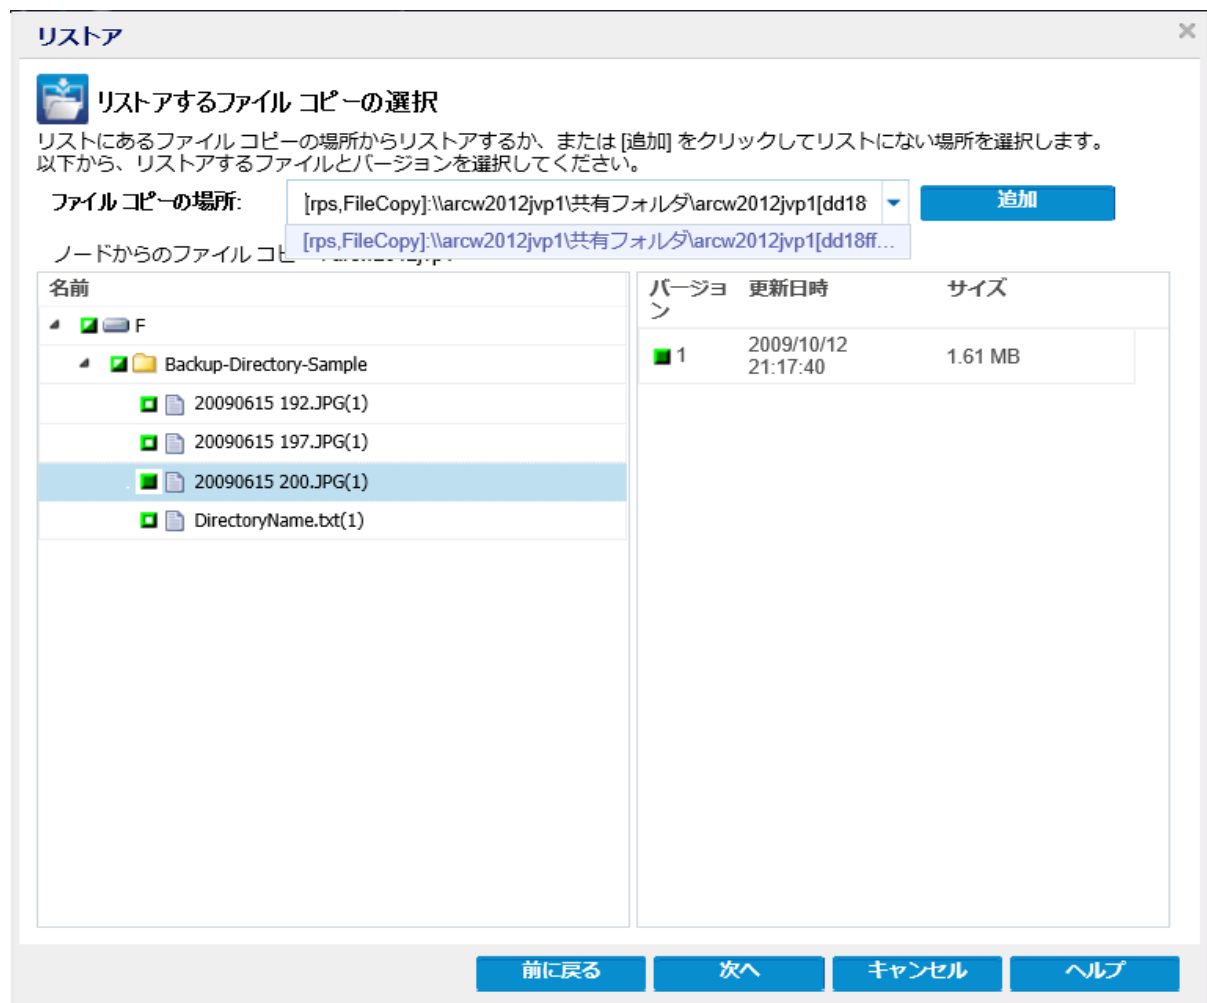 リストア
リストアするファイル コピーの選択
リストにあるファイル コピーの場所からリストアするか、または [追加] をクリックしてリストにない場所を選択します。
以下から、リストアするファイルとバージョンを選択してください。
ファイル コピーの場所: [rps,FileCopy]:\\arcw2012jvp1\共有フォルダ\arcw2012jvp1[dd18 追加
[rps,FileCopy]:\\arcw2012jvp1\共有フォルダ\arcw2012jvp1[dd18ff...
ノードからのファイル コピ
名前
バージョン 更新日時 サイズ
F
Backup-Directory-Sample
20090615 192.JPG(1)
20090615 197.JPG(1)
20090615 200.JPG(1)
DirectoryName.txt(1)
1 2009/10/12 1.61 MB
21:17:40
前に戻る 次へ キャンセル ヘルプ